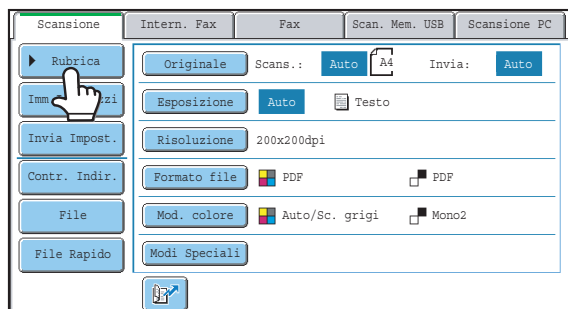 Scansione Intern. Fax Fax Scan. Mem. USB Scansione PC
Rubrica Originale Scans.: Auto A4 Invia: Auto
Imm zzi Esposizione Auto Testo
Invia Impost. Risoluzione 200x200dpi
Contr. Indir. Formato file PDF PDF
File Mod. colore Auto/Sc. grigi Mono2
File Rapido Modi Speciali